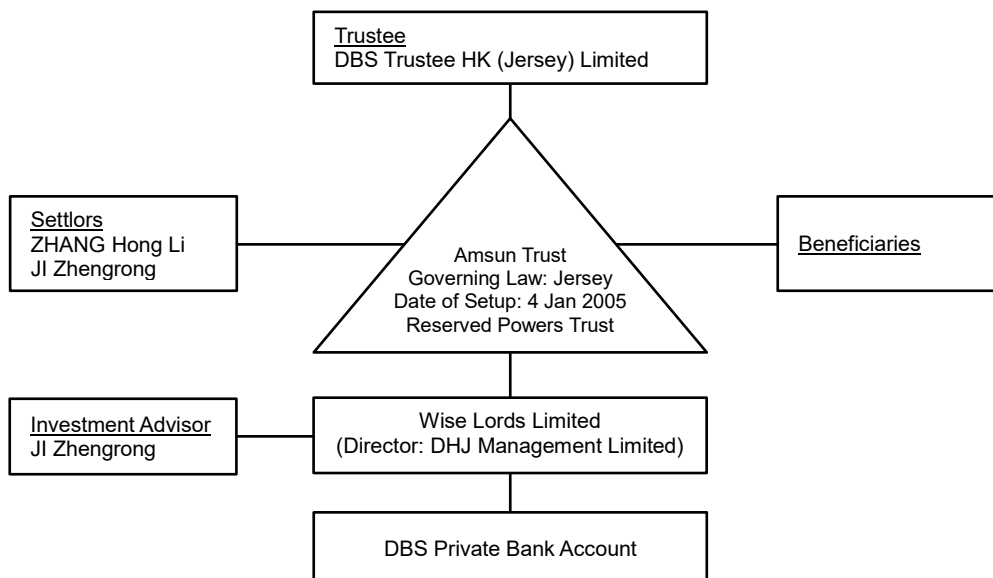 Trustee
DBS Trustee HK (Jersey) Limited
Settlors
ZHANG Hong Li
JI Zhengrong
Amsun Trust
Governing Law: Jersey
Date of Setup: 4 Jan 2005
Reserved Powers Trust
Beneficiaries
Investment Advisor
JI Zhengrong
Wise Lords Limited
(Director: DHJ Management Limited)
DBS Private Bank Account